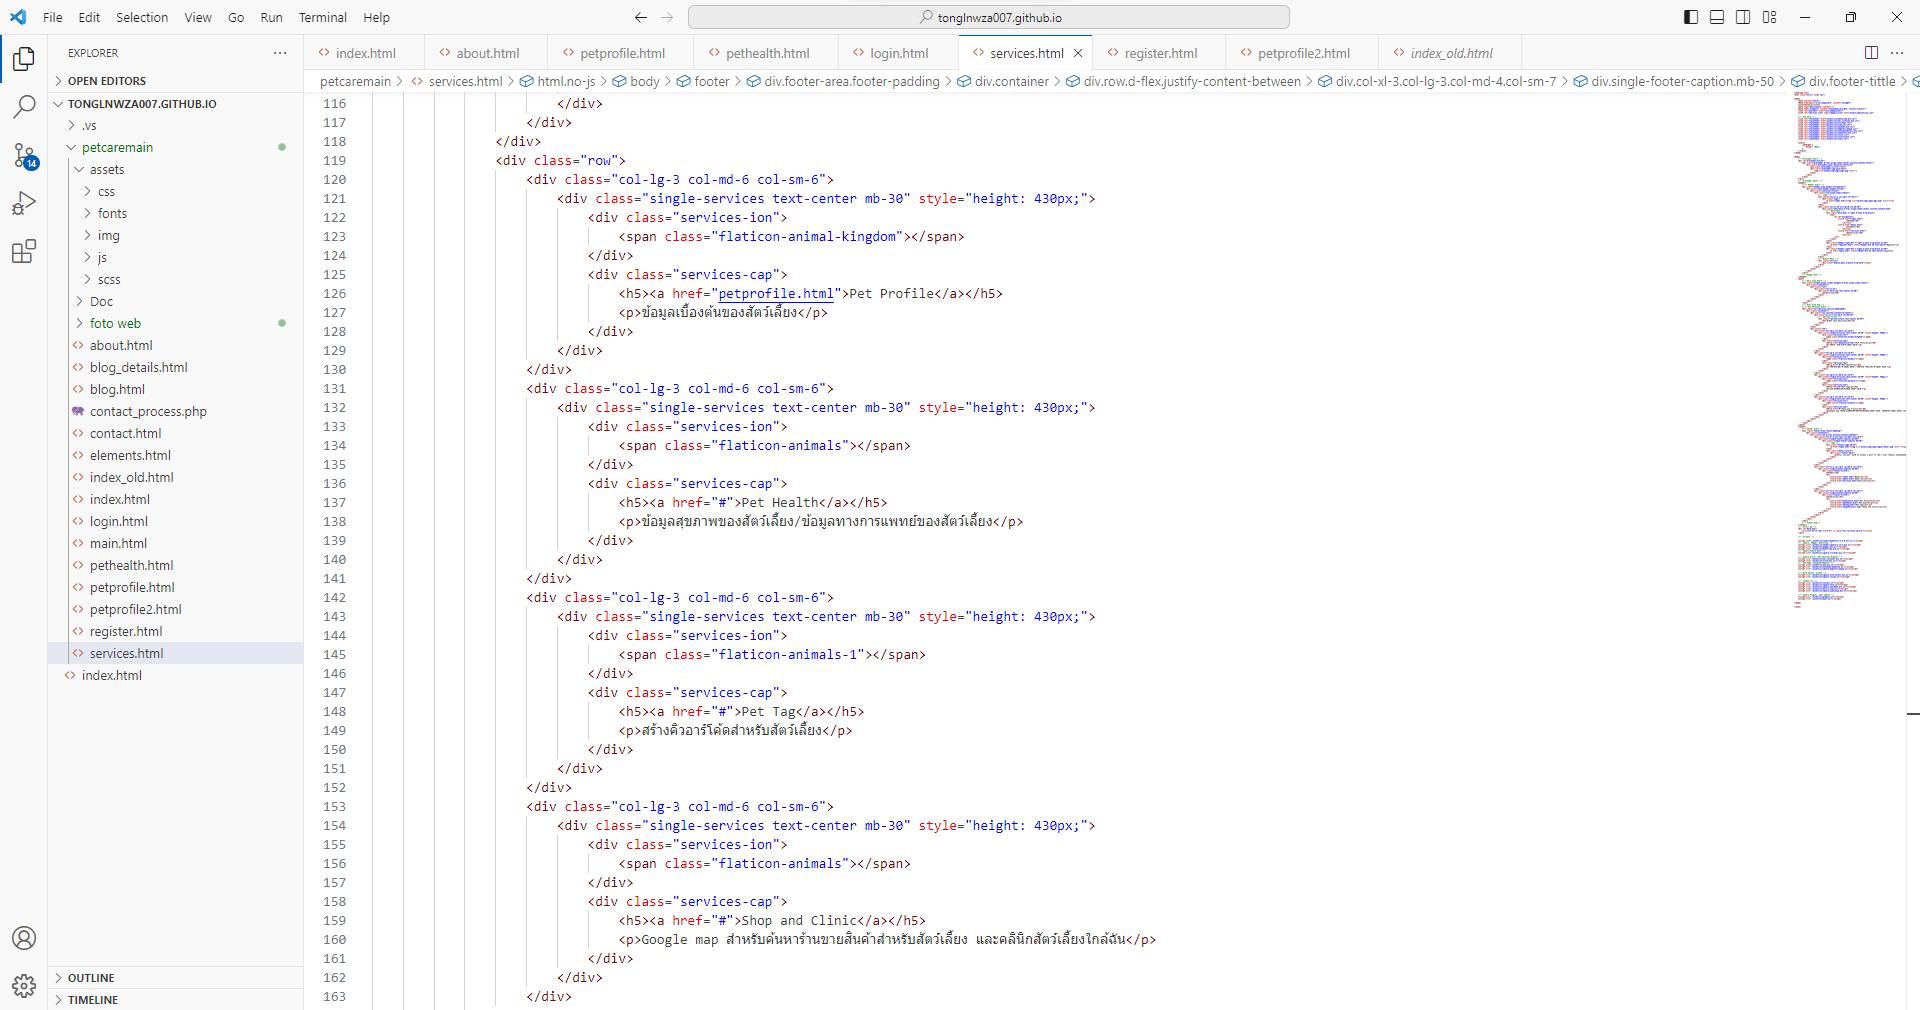 File Edit Selection View Go Run Terminal Help
tonglnwza007.github.io
EXPLORER
index.html about.html petprofile.html pethealth.html login.html services.html register.html petprofile2.html index_old.html
petcaremain > services.html > html.no-js > body > footer > div.footer-area.footer-padding > div.container > div.row.d-flex.justify-content-between > div.col-xl-3.col-lg-3.col-md-4.col-sm-7 > div.single-footer-caption.mb-50 > div.footer-tittle >
OPEN EDITORS
TONGLNWZA007.GITHUB.IO
.vs
petcaremain
assets
css
fonts
img
js
scss
Doc
foto web
about.html
blog_details.html
blog.html
contact_process.php
contact.html
elements.html
index_old.html
index.html
login.html
main.html
pethealth.html
petprofile.html
petprofile2.html
register.html
services.html
index.html
OUTLINE
TIMELINE
14
116 </div>
117 </div>
118 </div>
119 <div class="row">
120 <div class="col-lg-3 col-md-6 col-sm-6">
121 <div class="single-services text-center mb-30" style="height: 430px;">
122 <div class="services-ion">
123 <span class="flaticon-animal-kingdom"></span>
124 </div>
125 <div class="services-cap">
126 <h5><a href="petprofile.html">Pet Profile</a></h5>
127 <p>ข้อมูลเบื้องต้นของสัตว์เลี้ยง</p>
128 </div>
129 </div>
130 </div>
131 <div class="col-lg-3 col-md-6 col-sm-6">
132 <div class="single-services text-center mb-30" style="height: 430px;">
133 <div class="services-ion">
134 <span class="flaticon-animals"></span>
135 </div>
136 <div class="services-cap">
137 <h5><a href="#">Pet Health</a></h5>
138 <p>ข้อมูลสุขภาพของสัตว์เลี้ยง/ข้อมูลทางการแพทย์ของสัตว์เลี้ยง</p>
139 </div>
140 </div>
141 </div>
142 <div class="col-lg-3 col-md-6 col-sm-6">
143 <div class="single-services text-center mb-30" style="height: 430px;">
144 <div class="services-ion">
145 <span class="flaticon-animals-1"></span>
146 </div>
147 <div class="services-cap">
148 <h5><a href="#">Pet Tag</a></h5>
149 <p>สร้างคิวอาร์โค้ดสำหรับสัตว์เลี้ยง</p>
150 </div>
151 </div>
152 </div>
153 <div class="col-lg-3 col-md-6 col-sm-6">
154 <div class="single-services text-center mb-30" style="height: 430px;">
155 <div class="services-ion">
156 <span class="flaticon-animals"></span>
157 </div>
158 <div class="services-cap">
159 <h5><a href="#">Shop and Clinic</a></h5>
160 <p>Google map สำหรับค้นหาร้านขายสินค้าสำหรับสัตว์เลี้ยง และคลินิกสัตว์เลี้ยงใกล้ฉัน</p>
161 </div>
162 </div>
163 </div>